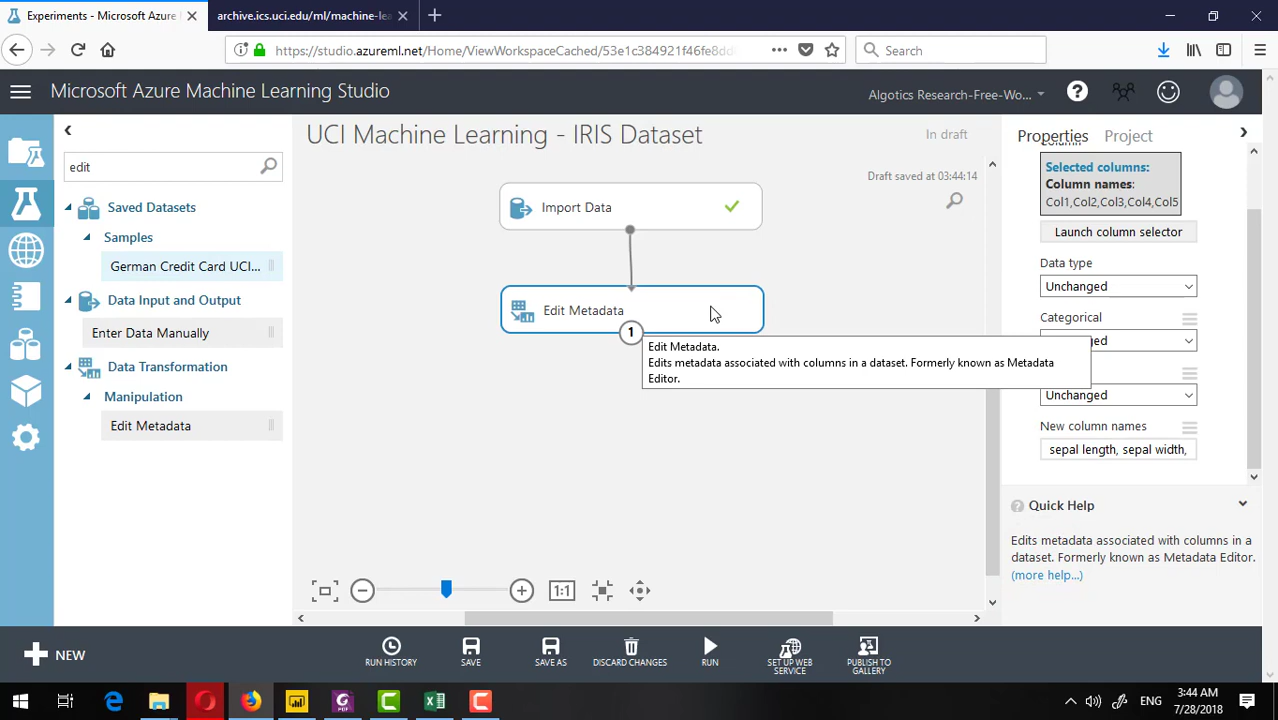 Experiments - Microsoft Azure
archive.ics.uci.edu/ml/machine-lea
https://studio.azureml.net/Home/ViewWorkspaceCached/53e1c384921f46fe8dd
Search
Microsoft Azure Machine Learning Studio
Algotics Research-Free-Wo...
edit
Saved Datasets
Samples
German Credit Card UCI...
Data Input and Output
Enter Data Manually
Data Transformation
Manipulation
Edit Metadata
UCI Machine Learning - IRIS Dataset
In draft
Draft saved at 03:44:14
Import Data
Edit Metadata
1
Edit Metadata.
Edits metadata associated with columns in a dataset. Formerly known as Metadata
Editor.
1:1
Properties
Project
Column
Selected columns:
Column names:
Col1,Col2,Col3,Col4,Col5
Launch column selector
Data type
Unchanged
Categorical
Unchanged
New column names
sepal length, sepal width,
Quick Help
Edits metadata associated with columns in a
dataset. Formerly known as Metadata Editor.
(more help...)
NEW
RUN HISTORY
SAVE
SAVE AS
DISCARD CHANGES
RUN
SET UP WEB
SERVICE
PUBLISH TO
GALLERY
ENG
3:44 AM
7/28/2018